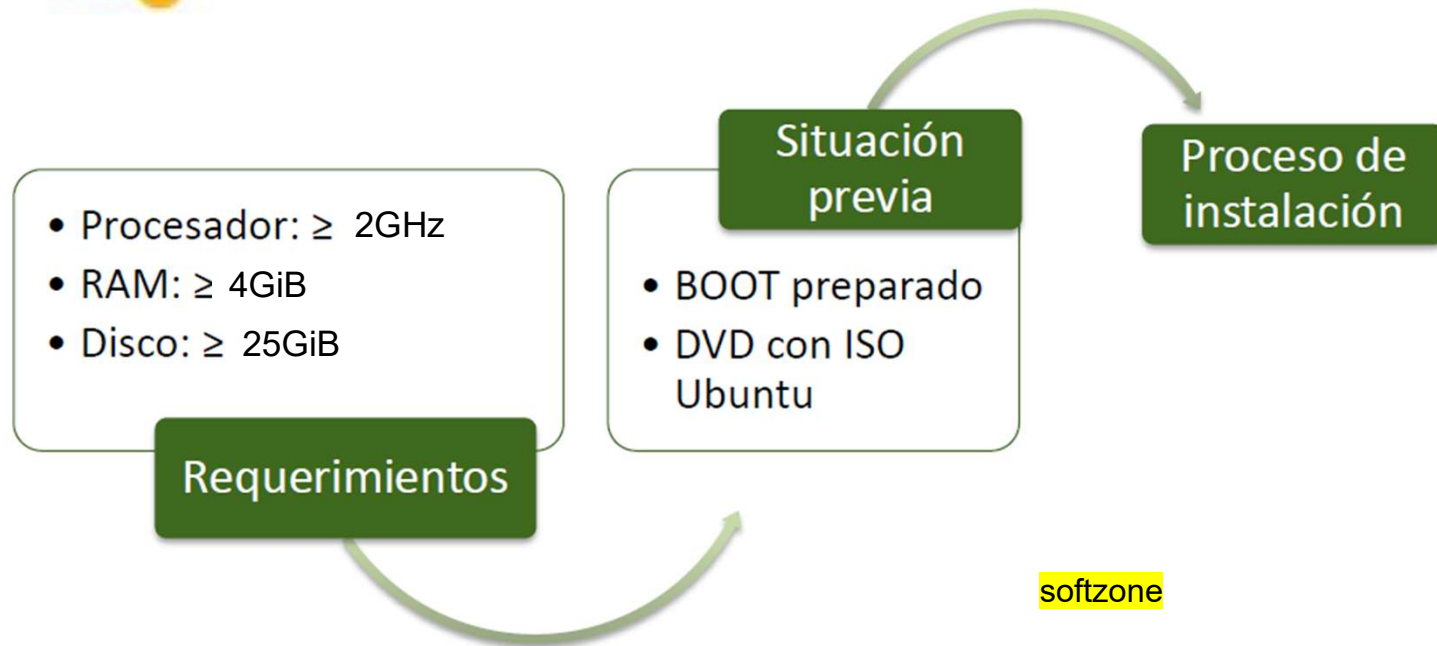 • Procesador: ≥ 2GHz
• RAM: ≥ 4GiB
• Disco: ≥ 25GiB
Requerimientos
Situación
previa
• BOOT preparado
• DVD con ISO
Ubuntu
Proceso de
instalación
softzone